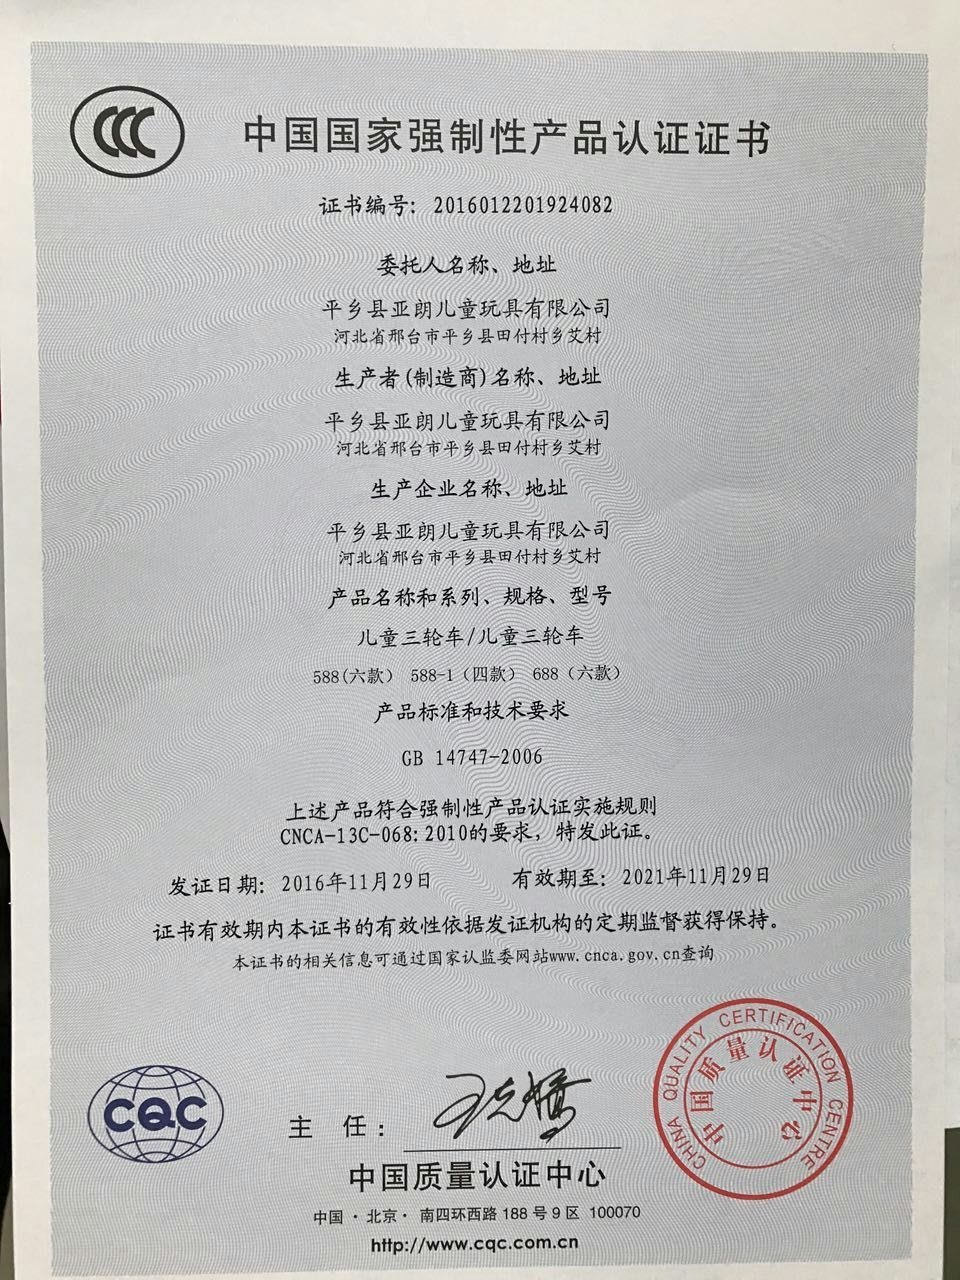 CCC
中国国家强制性产品认证证书
证书编号: 2016012201924082
委托人名称、地址
平乡县亚朗儿童玩具有限公司
河北省邢台市平乡县田付村乡艾村
生产者(制造商)名称、地址
平乡县亚朗儿童玩具有限公司
河北省邢台市平乡县田付村乡艾村
生产企业名称、地址
平乡县亚朗儿童玩具有限公司
河北省邢台市平乡县田付村乡艾村
产品名称和系列、规格、型号
儿童三轮车/儿童三轮车
588(六款) 588-1(四款) 688(六款)
产品标准和技术要求
GB 14747-2006
上述产品符合强制性产品认证实施规则
CNCA-13C-068:2010的要求，特发此证。
发证日期: 2016年11月29日 有效期至: 2021年11月29日
证书有效期内本证书的有效性依据发证机构的定期监督获得保持。
本证书的相关信息可通过国家认监委网站www.cnca.gov.cn查询
CQC
主 任:
CHINA QUALITY CERTIFICATION CENTRE
中国质量认证中心
中国质量认证中心
中国·北京· 南四环西路188号9区 100070
http://www.cqc.com.cn